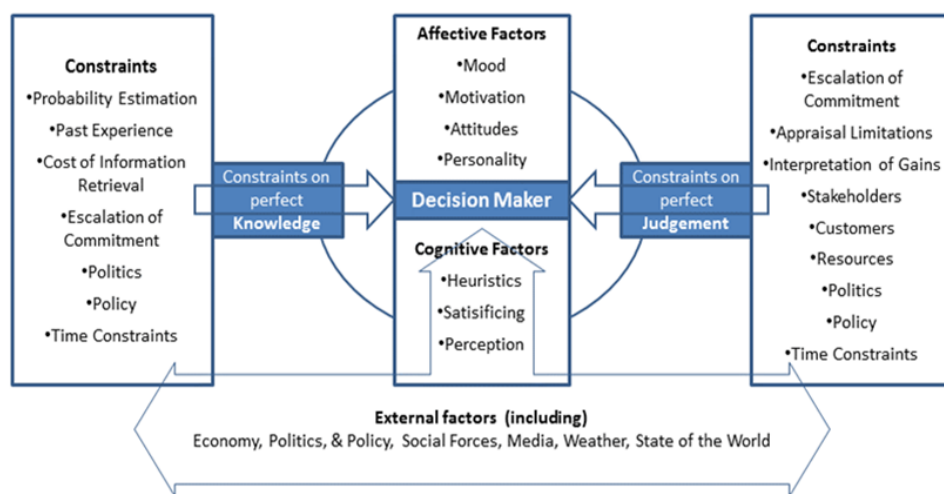 Constraints
•Probability Estimation
•Past Experience
•Cost of Information
Retrieval
•Escalation of
Commitment
•Politics
•Policy
•Time Constraints
Constraints on
perfect
Knowledge
Affective Factors
•Mood
•Motivation
•Attitudes
•Personality
Decision Maker
Cognitive Factors
•Heuristics
•Satisificing
•Perception
Constraints on
perfect
Judgement
Constraints
•Escalation of
Commitment
•Appraisal Limitations
•Interpretation of Gains
•Stakeholders
•Customers
•Resources
•Politics
•Policy
•Time Constraints
External factors (including)
Economy, Politics, & Policy, Social Forces, Media, Weather, State of the World